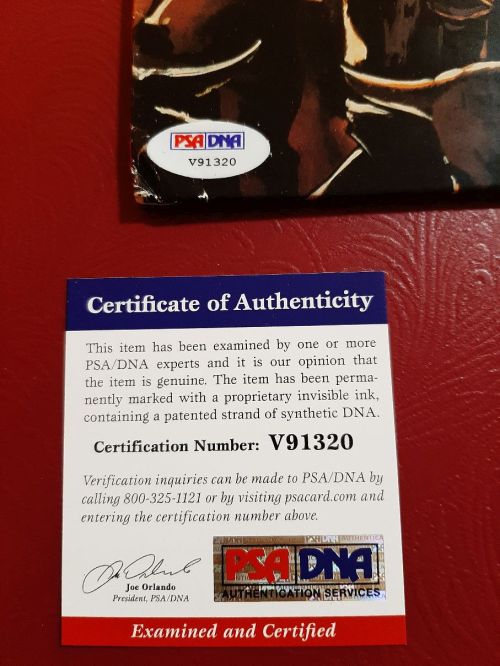 PSA DNA
V91320
Certificate of Authenticity
This item has been examined by one or more
PSA/DNA experts and it is our opinion that
the item is genuine. The item has been perma-
nently marked with a proprietary invisible ink,
containing a patented strand of synthetic DNA.
Certification Number: V91320
Verification inquiries can be made to PSA/DNA by
calling 800-325-1121 or by visiting psacard.com and
entering the certification number above.
Joe Orlando
President, PSA/DNA
PSA DNA
AUTHENTICATION SERVICES
Examined and Certified